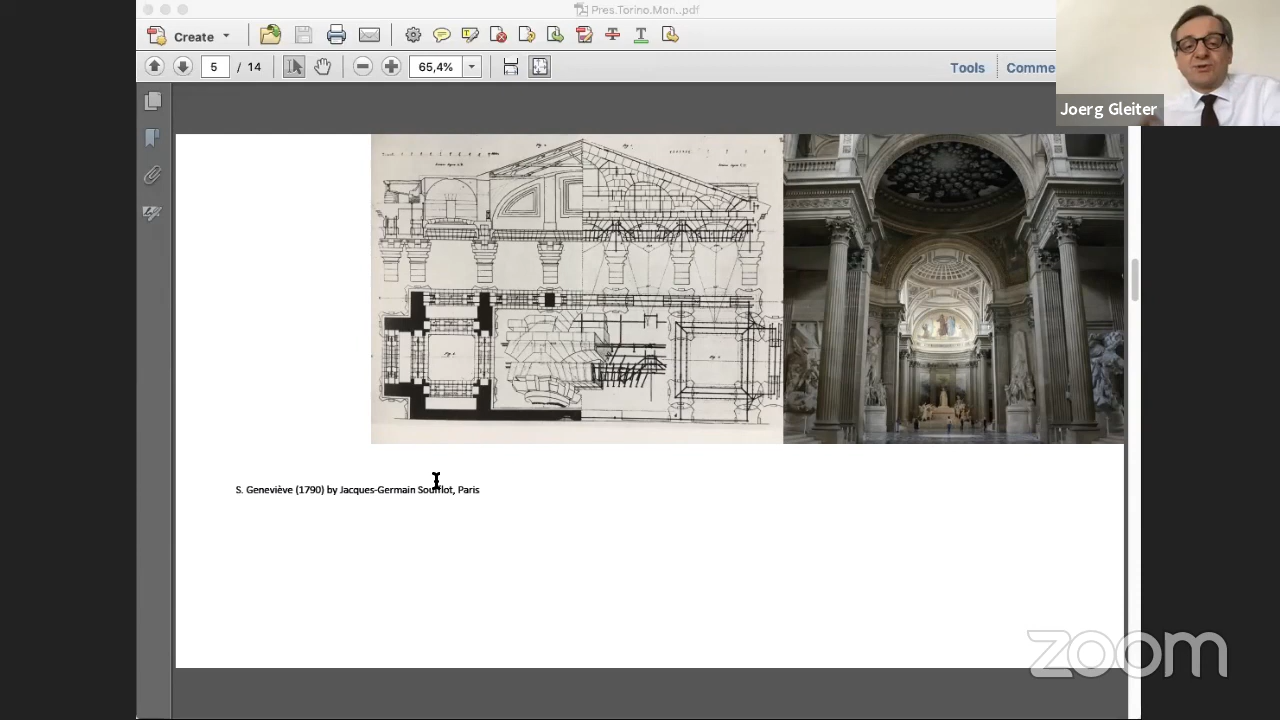 Pres.Torino.Mon..pdf
Create
5 / 14
65,4%
Tools
Comme
Joerg Gleiter
S. Geneviève (1790) by Jacques-Germain Soufflot, Paris
zoom